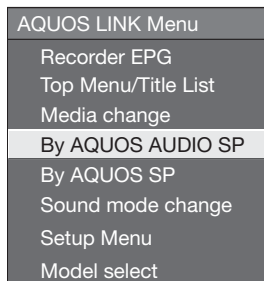 AQUOS LINK Menu
Recorder EPG
Top Menu/Title List
Media change
By AQUOS AUDIO SP
By AQUOS SP
Sound mode change
Setup Menu
Model select